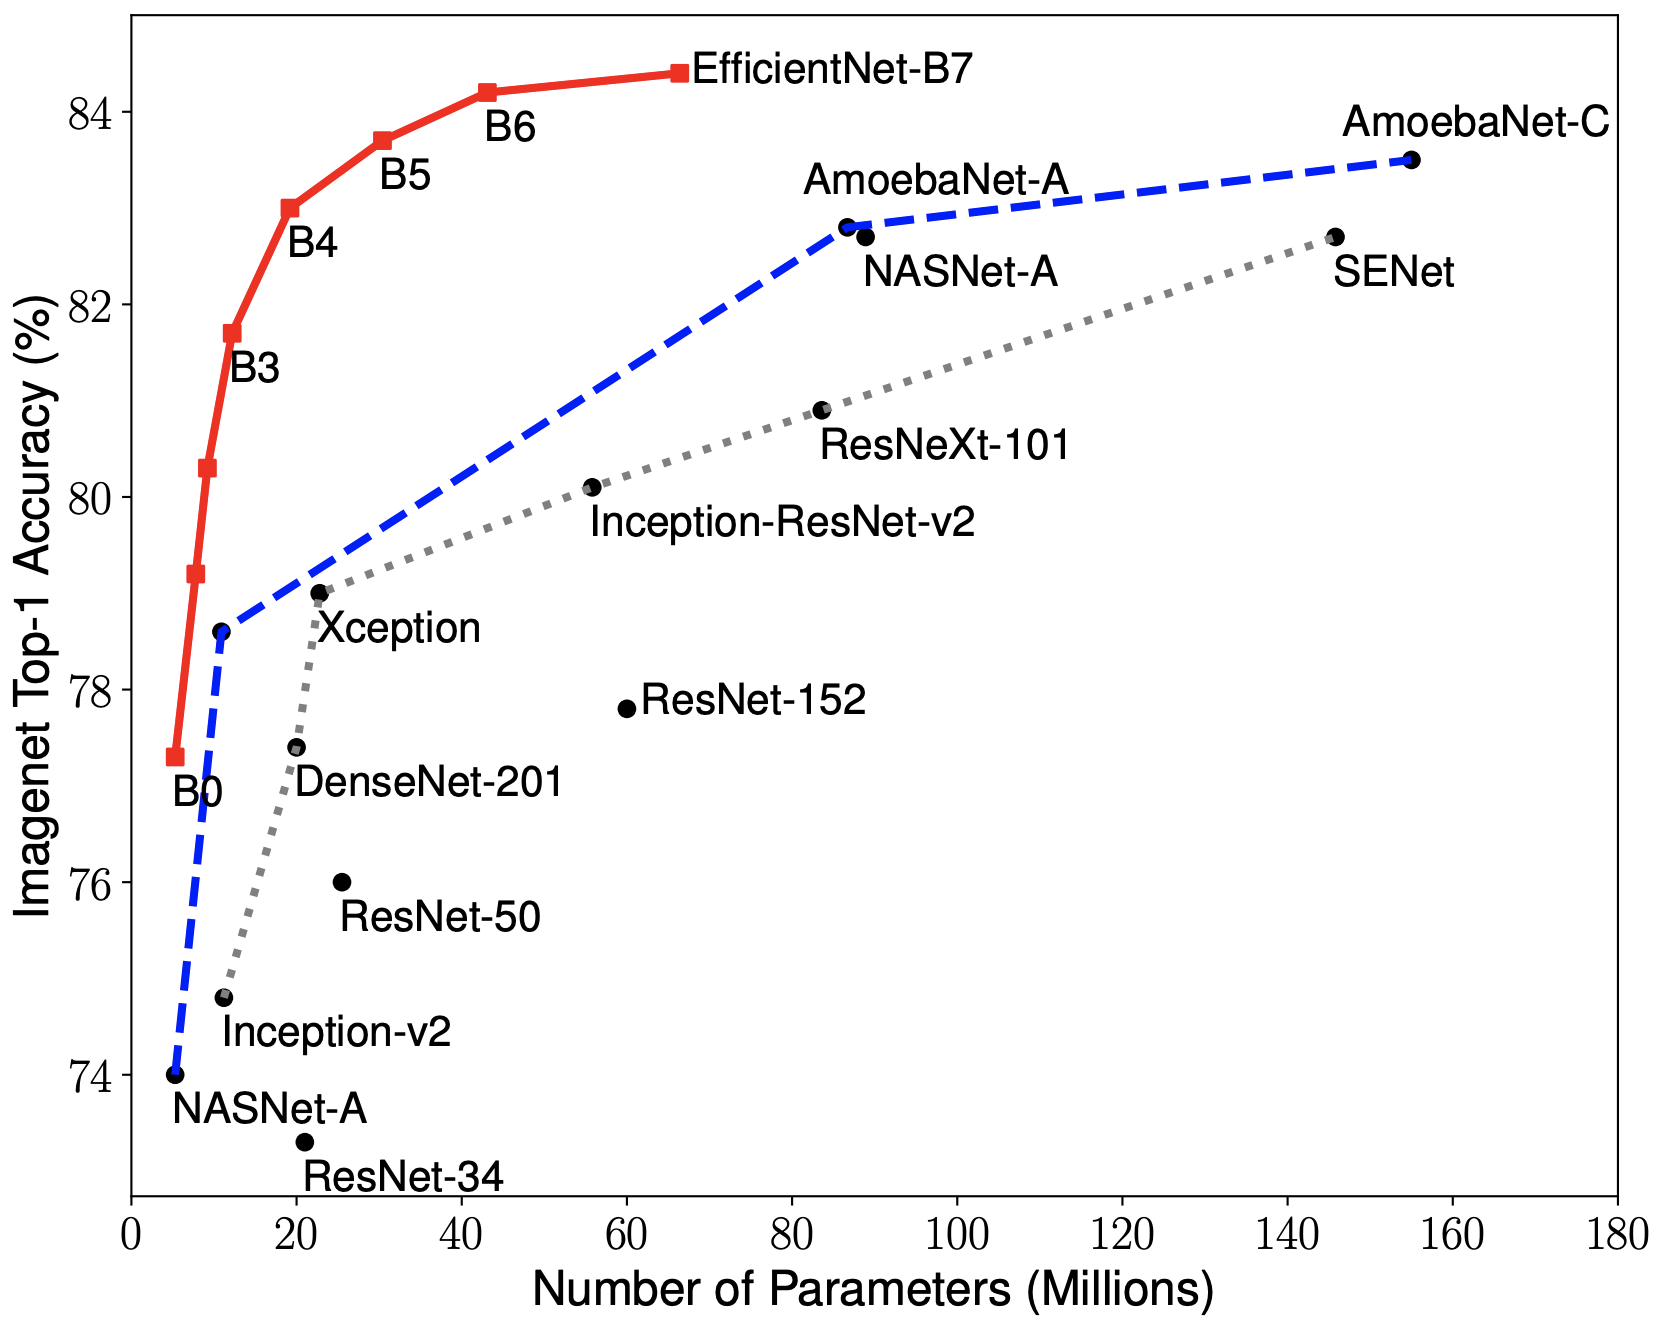 EfficientNet-B7
84
AmoebaNet-C
B6
B5
AmoebaNet-A
B4
NASNet-A
SENet
82
B3
ResNeXt-101
80
Inception-ResNet-v2
Xception
78
ResNet-152
B0
DenseNet-201
76
ResNet-50
Inception-v2
74
NASNet-A
ResNet-34
0 20 40 60 80 100 120 140 160 180
Number of Parameters (Millions)
Imagenet Top-1 Accuracy (%)